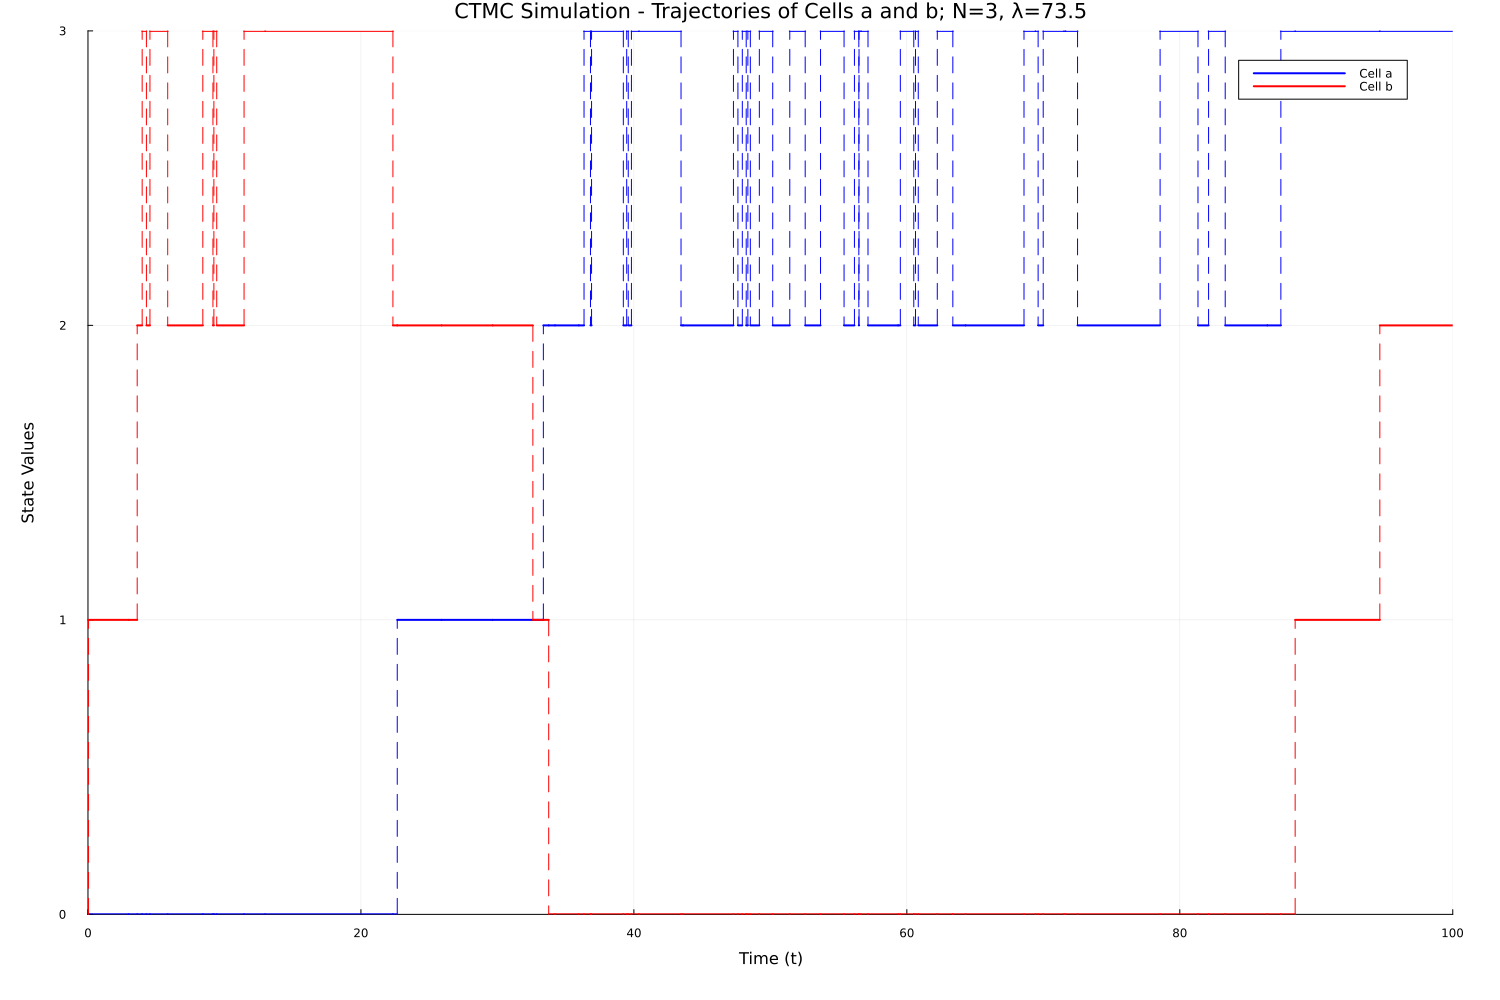 CTMC Simulation - Trajectories of Cells a and b; N=3, λ=73.5
3
Cell a
Cell b
2
State Values
1
0
0 20 40 60 80 100
Time (t)